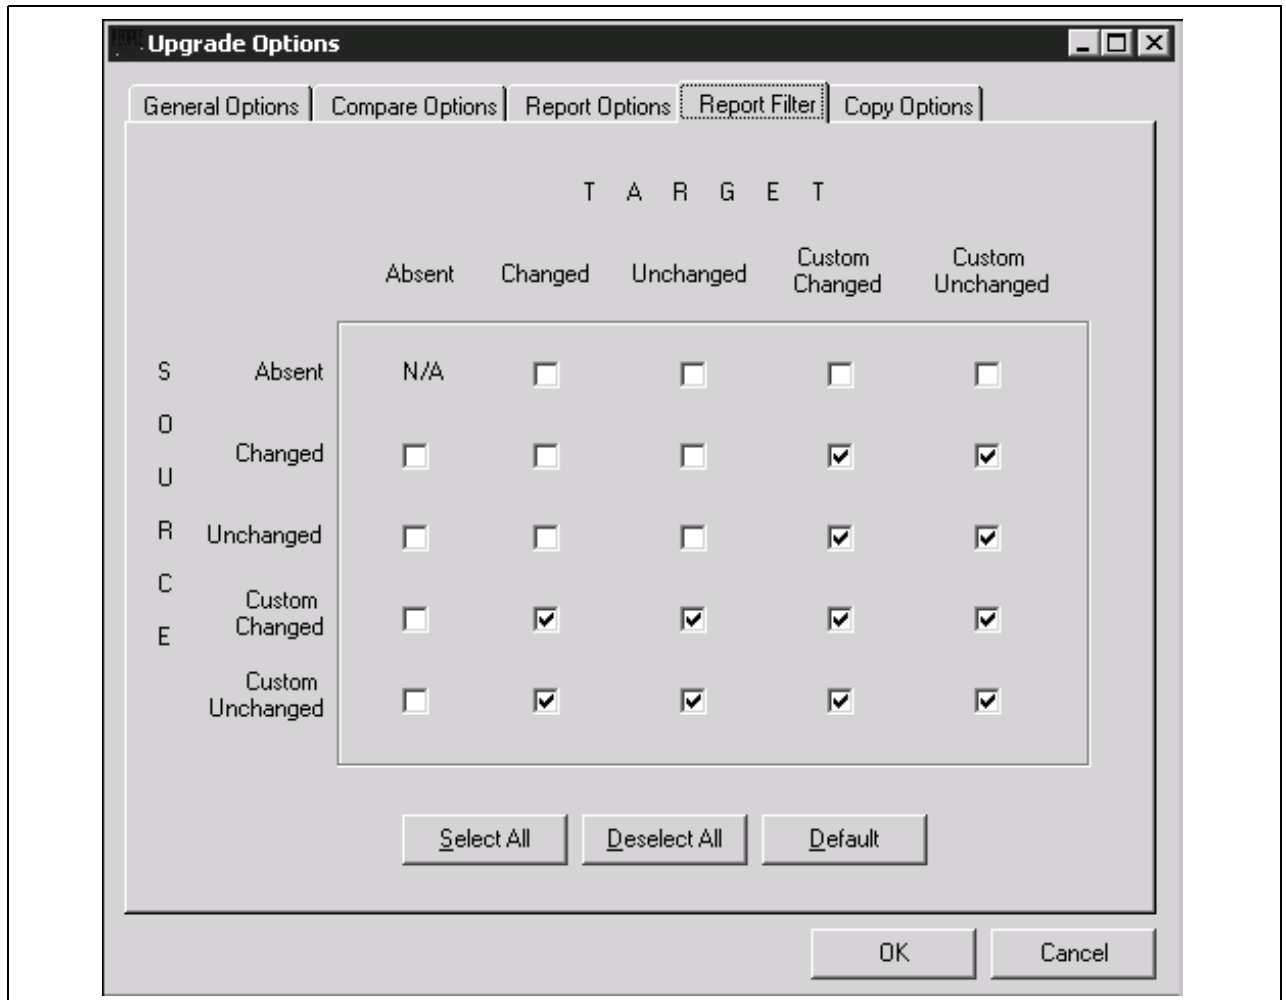 Upgrade Options
General Options Compare Options Report Options Report Filter Copy Options
T A R G E T
Absent Changed Unchanged Custom Changed Custom Unchanged
S O U R C E
Absent N/A
Changed
Unchanged
Custom
Changed
Custom
Unchanged
Select All Deselect All Default
OK Cancel